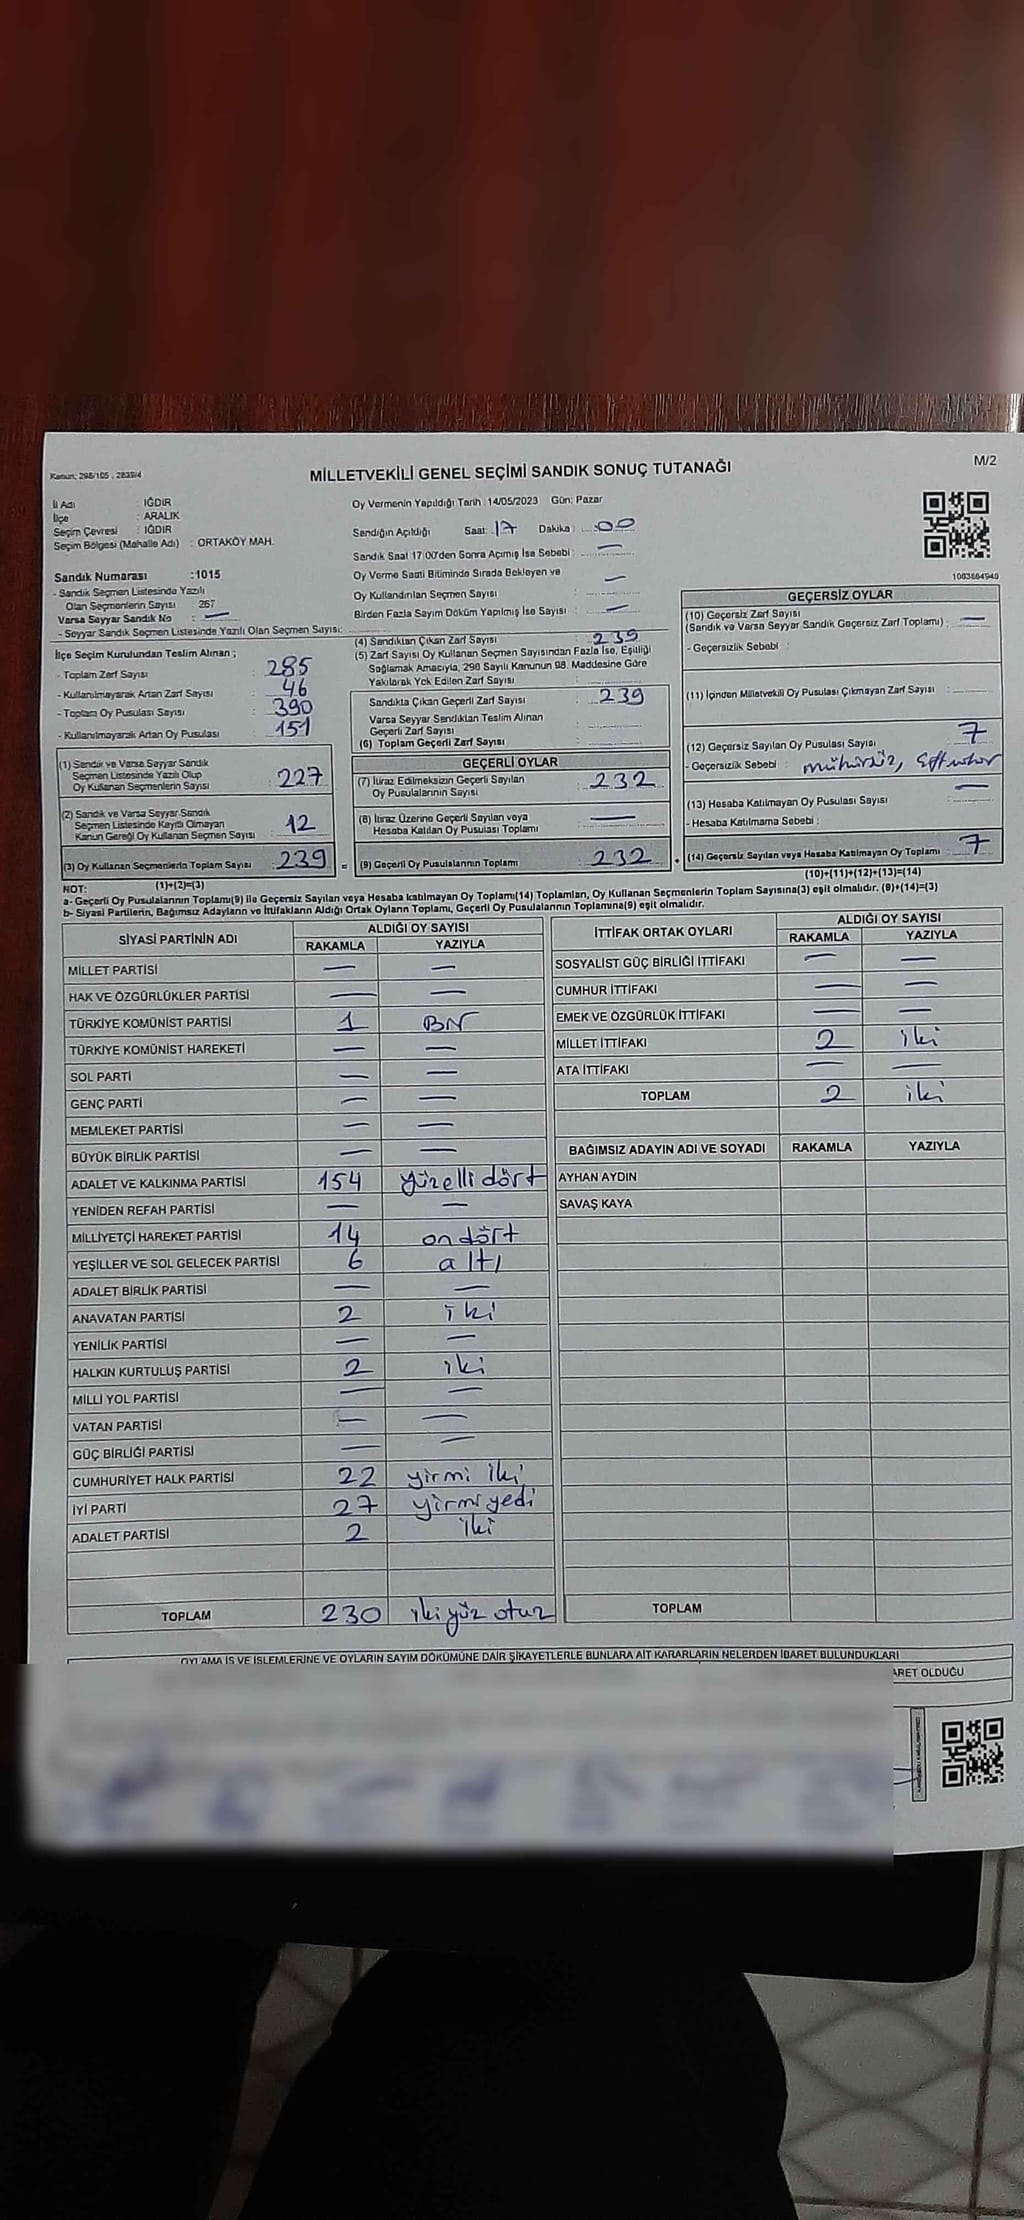 Kanun: 298/105 ; 2839/4
MİLLETVEKİLİ GENEL SEÇİMİ SANDIK SONUÇ TUTANAĞI
M/2
İl Adı : IĞDIR
İlçe : ARALIK
Seçim Çevresi : IĞDIR
Seçim Bölgesi (Mahalle Adı) : ORTAKÖY MAH.
Oy Vermenin Yapıldığı Tarih :14/05/2023 Gün: Pazar
Sandığın Açıldığı Saat: 17 Dakika : 00
Sandık Saat 17:00'den Sonra Açımış İse Sebebi : —
Oy Verme Saati Bitiminde Sırada Bekleyen ve
Oy Kullandırılan Seçmen Sayısı : —
Birden Fazla Sayım Döküm Yapılmış İse Sayısı : —
1003864949
Sandık Numarası :1015
- Sandık Seçmen Listesinde Yazılı
Olan Seçmenlerin Sayısı : 267
Varsa Seyyar Sandık No : —
- Seyyar Sandık Seçmen Listesinde Yazılı Olan Seçmen Sayısı:
İlçe Seçim Kurulundan Teslim Alınan ;
- Toplam Zarf Sayısı : 285
- Kullanılmayarak Artan Zarf Sayısı : 46
- Toplam Oy Pusulası Sayısı : 390
- Kullanılmayarak Artan Oy Pusulası : 151
(1) Sandık ve Varsa Seyyar Sandık
Seçmen Listesinde Yazılı Olup
Oy Kullanan Seçmenlerin Sayısı : 227
(2) Sandık ve Varsa Seyyar Sandık
Seçmen Listesinde Kayıtlı Olmayan
Kanun Gereği Oy Kullanan Seçmen Sayısı : 12
(3) Oy Kullanan Seçmenlerin Toplam Sayısı : 239
(1)+(2)=(3)
(4) Sandıktan Çıkan Zarf Sayısı : 239
(5) Zarf Sayısı Oy Kullanan Seçmen Sayısından Fazla İse, Eşitliği
Sağlamak Amacıyla, 298 Sayılı Kanunun 98. Maddesine Göre
Yakılarak Yok Edilen Zarf Sayısı :
Sandıkta Çıkan Geçerli Zarf Sayısı : 239
Varsa Seyyar Sandıktan Teslim Alınan
Geçerli Zarf Sayısı :
(6) Toplam Geçerli Zarf Sayısı :
GEÇERLİ OYLAR
(7) İtiraz Edilmeksizin Geçerli Sayılan
Oy Pusulalarının Sayısı : 232
(8) İtiraz Üzerine Geçerli Sayılan veya
Hesaba Katılan Oy Pusulası Toplamı : —
= (9) Geçerli Oy Pusulalarının Toplamı : 232 +
GEÇERSİZ OYLAR
(10) Geçersiz Zarf Sayısı
(Sandık ve Varsa Seyyar Sandık Geçersiz Zarf Toplamı) : —
- Geçersizlik Sebebi :
(11) İçinden Milletvekili Oy Pusulası Çıkmayan Zarf Sayısı :
(12) Geçersiz Sayılan Oy Pusulası Sayısı : 7
- Geçersizlik Sebebi : mühürsüz,
(13) Hesaba Katılmayan Oy Pusulası Sayısı : —
- Hesaba Katılmama Sebebi :
(14) Geçersiz Sayılan veya Hesaba Katılmayan Oy Toplamı : 7
(10)+(11)+(12)+(13)=(14)
NOT:
a- Geçerli Oy Pusulalarının Toplamı(9) ile Geçersiz Sayılan veya Hesaba katılmayan Oy Toplamı(14) Toplamları, Oy Kullanan Seçmenlerin Toplam Sayısına(3) eşit olmalıdır. (9)+(14)=(3)
b- Siyasi Partilerin, Bağımsız Adayların ve İttifakların Aldığı Ortak Oyların Toplamı, Geçerli Oy Pusulalarının Toplamına(9) eşit olmalıdır.
SİYASİ PARTİNİN ADI ALDIĞI OY SAYISI
RAKAMLA YAZIYLA
MİLLET PARTİSİ — —
HAK VE ÖZGÜRLÜKLER PARTİSİ — —
TÜRKİYE KOMÜNİST PARTİSİ 1 BİR
TÜRKİYE KOMÜNİST HAREKETİ — —
SOL PARTİ — —
GENÇ PARTİ — —
MEMLEKET PARTİSİ — —
BÜYÜK BİRLİK PARTİSİ — —
ADALET VE KALKINMA PARTİSİ 154 yüzelli dört
YENİDEN REFAH PARTİSİ — —
MİLLİYETÇİ HAREKET PARTİSİ 14 on dört
YEŞİLLER VE SOL GELECEK PARTİSİ 6 altı
ADALET BİRLİK PARTİSİ — —
ANAVATAN PARTİSİ 2 iki
YENİLİK PARTİSİ — —
HALKIN KURTULUŞ PARTİSİ 2 iki
MİLLİ YOL PARTİSİ — —
VATAN PARTİSİ — —
GÜÇ BİRLİĞİ PARTİSİ — —
CUMHURİYET HALK PARTİSİ 22 yirmi iki
İYİ PARTİ 27 yirmi yedi
ADALET PARTİSİ 2 iki
TOPLAM 230 iki yüz otuz
İTTİFAK ORTAK OYLARI ALDIĞI OY SAYISI
RAKAMLA YAZIYLA
SOSYALİST GÜÇ BİRLİĞİ İTTİFAKI — —
CUMHUR İTTİFAKI — —
EMEK VE ÖZGÜRLÜK İTTİFAKI — —
MİLLET İTTİFAKI 2 iki
ATA İTTİFAKI — —
TOPLAM 2 iki
BAĞIMSIZ ADAYIN ADI VE SOYADI RAKAMLA YAZIYLA
AYHAN AYDIN
SAVAŞ KAYA
TOPLAM
OYLAMA İŞ VE İŞLEMLERİNE VE OYLARIN SAYIM DÖKÜMÜNE DAİR ŞİKAYETLERLE BUNLARA AİT KARARLARIN NELERDEN İBARET BULUNDUKLARI
ARET OLDUĞU